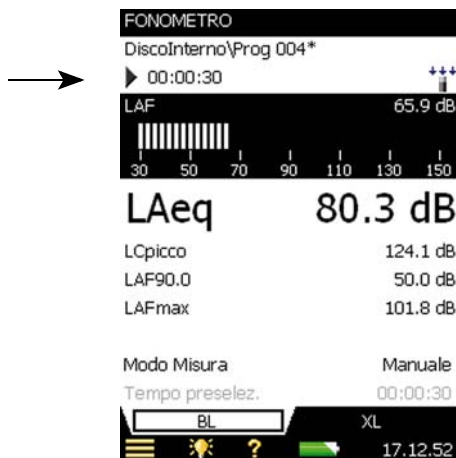 FONOMETRO
DiscoInterno\Prog 004*
00:00:30
LAF 65.9 dB
30 50 70 90 110 130 150
LAeq 80.3 dB
LCpicco 124.1 dB
LAF90.0 50.0 dB
LAFmax 101.8 dB
Modo Misura Manuale
Tempo preselez. 00:00:30
BL XL
? 17.12.52